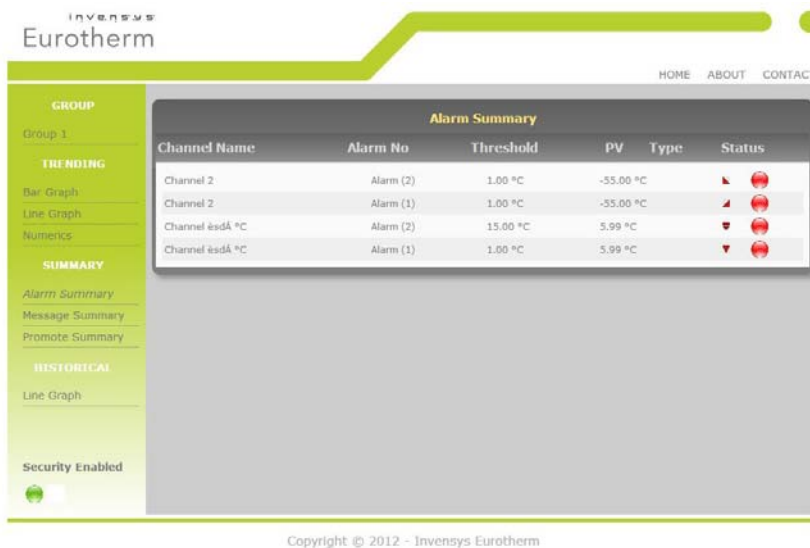 invensys
Eurotherm
HOME ABOUT CONTAC
GROUP
Group 1
TRENDING
Bar Graph
Line Graph
Numerics
SUMMARY
Alarm Summary
Message Summary
Promote Summary
HISTORICAL
Line Graph
Security Enabled
Alarm Summary
Channel Name Alarm No Threshold PV Type Status
Channel 2 Alarm (2) 1.00 °C -55.00 °C
Channel 2 Alarm (1) 1.00 °C -55.00 °C
Channel èsdÁ °C Alarm (2) 15.00 °C 5.99 °C
Channel èsdÁ °C Alarm (1) 1.00 °C 5.99 °C
Copyright © 2012 - Invensys Eurotherm